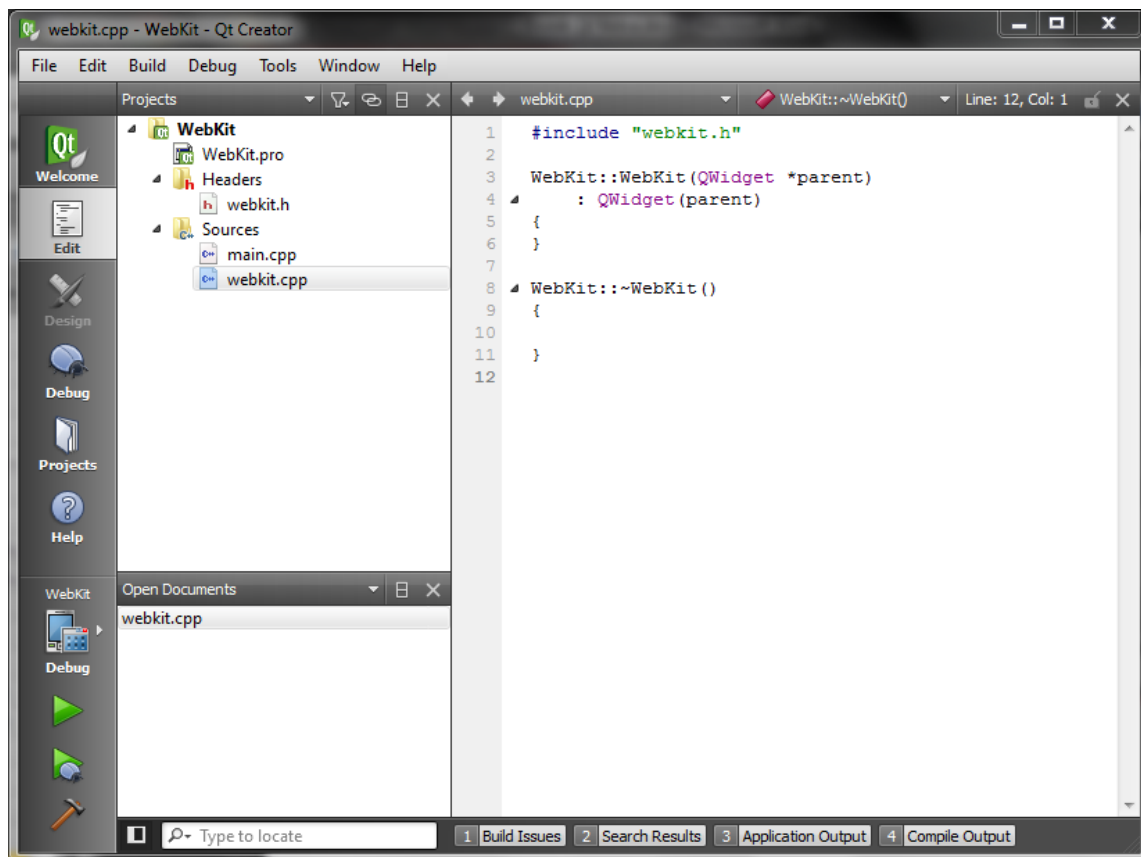 webkit.cpp - WebKit - Qt Creator
File Edit Build Debug Tools Window Help
Projects
webkit.cpp WebKit::~WebKit() Line: 12, Col: 1
Qt
Welcome
Edit
Design
Debug
Projects
Help
WebKit
Debug
WebKit
WebKit.pro
Headers
webkit.h
Sources
main.cpp
webkit.cpp
Open Documents
webkit.cpp
1 #include "webkit.h"
2
3 WebKit::WebKit(QWidget *parent)
4 : QWidget(parent)
5 {
6 }
7
8 WebKit::~WebKit()
9 {
10
11 }
12
Type to locate
1 Build Issues 2 Search Results 3 Application Output 4 Compile Output